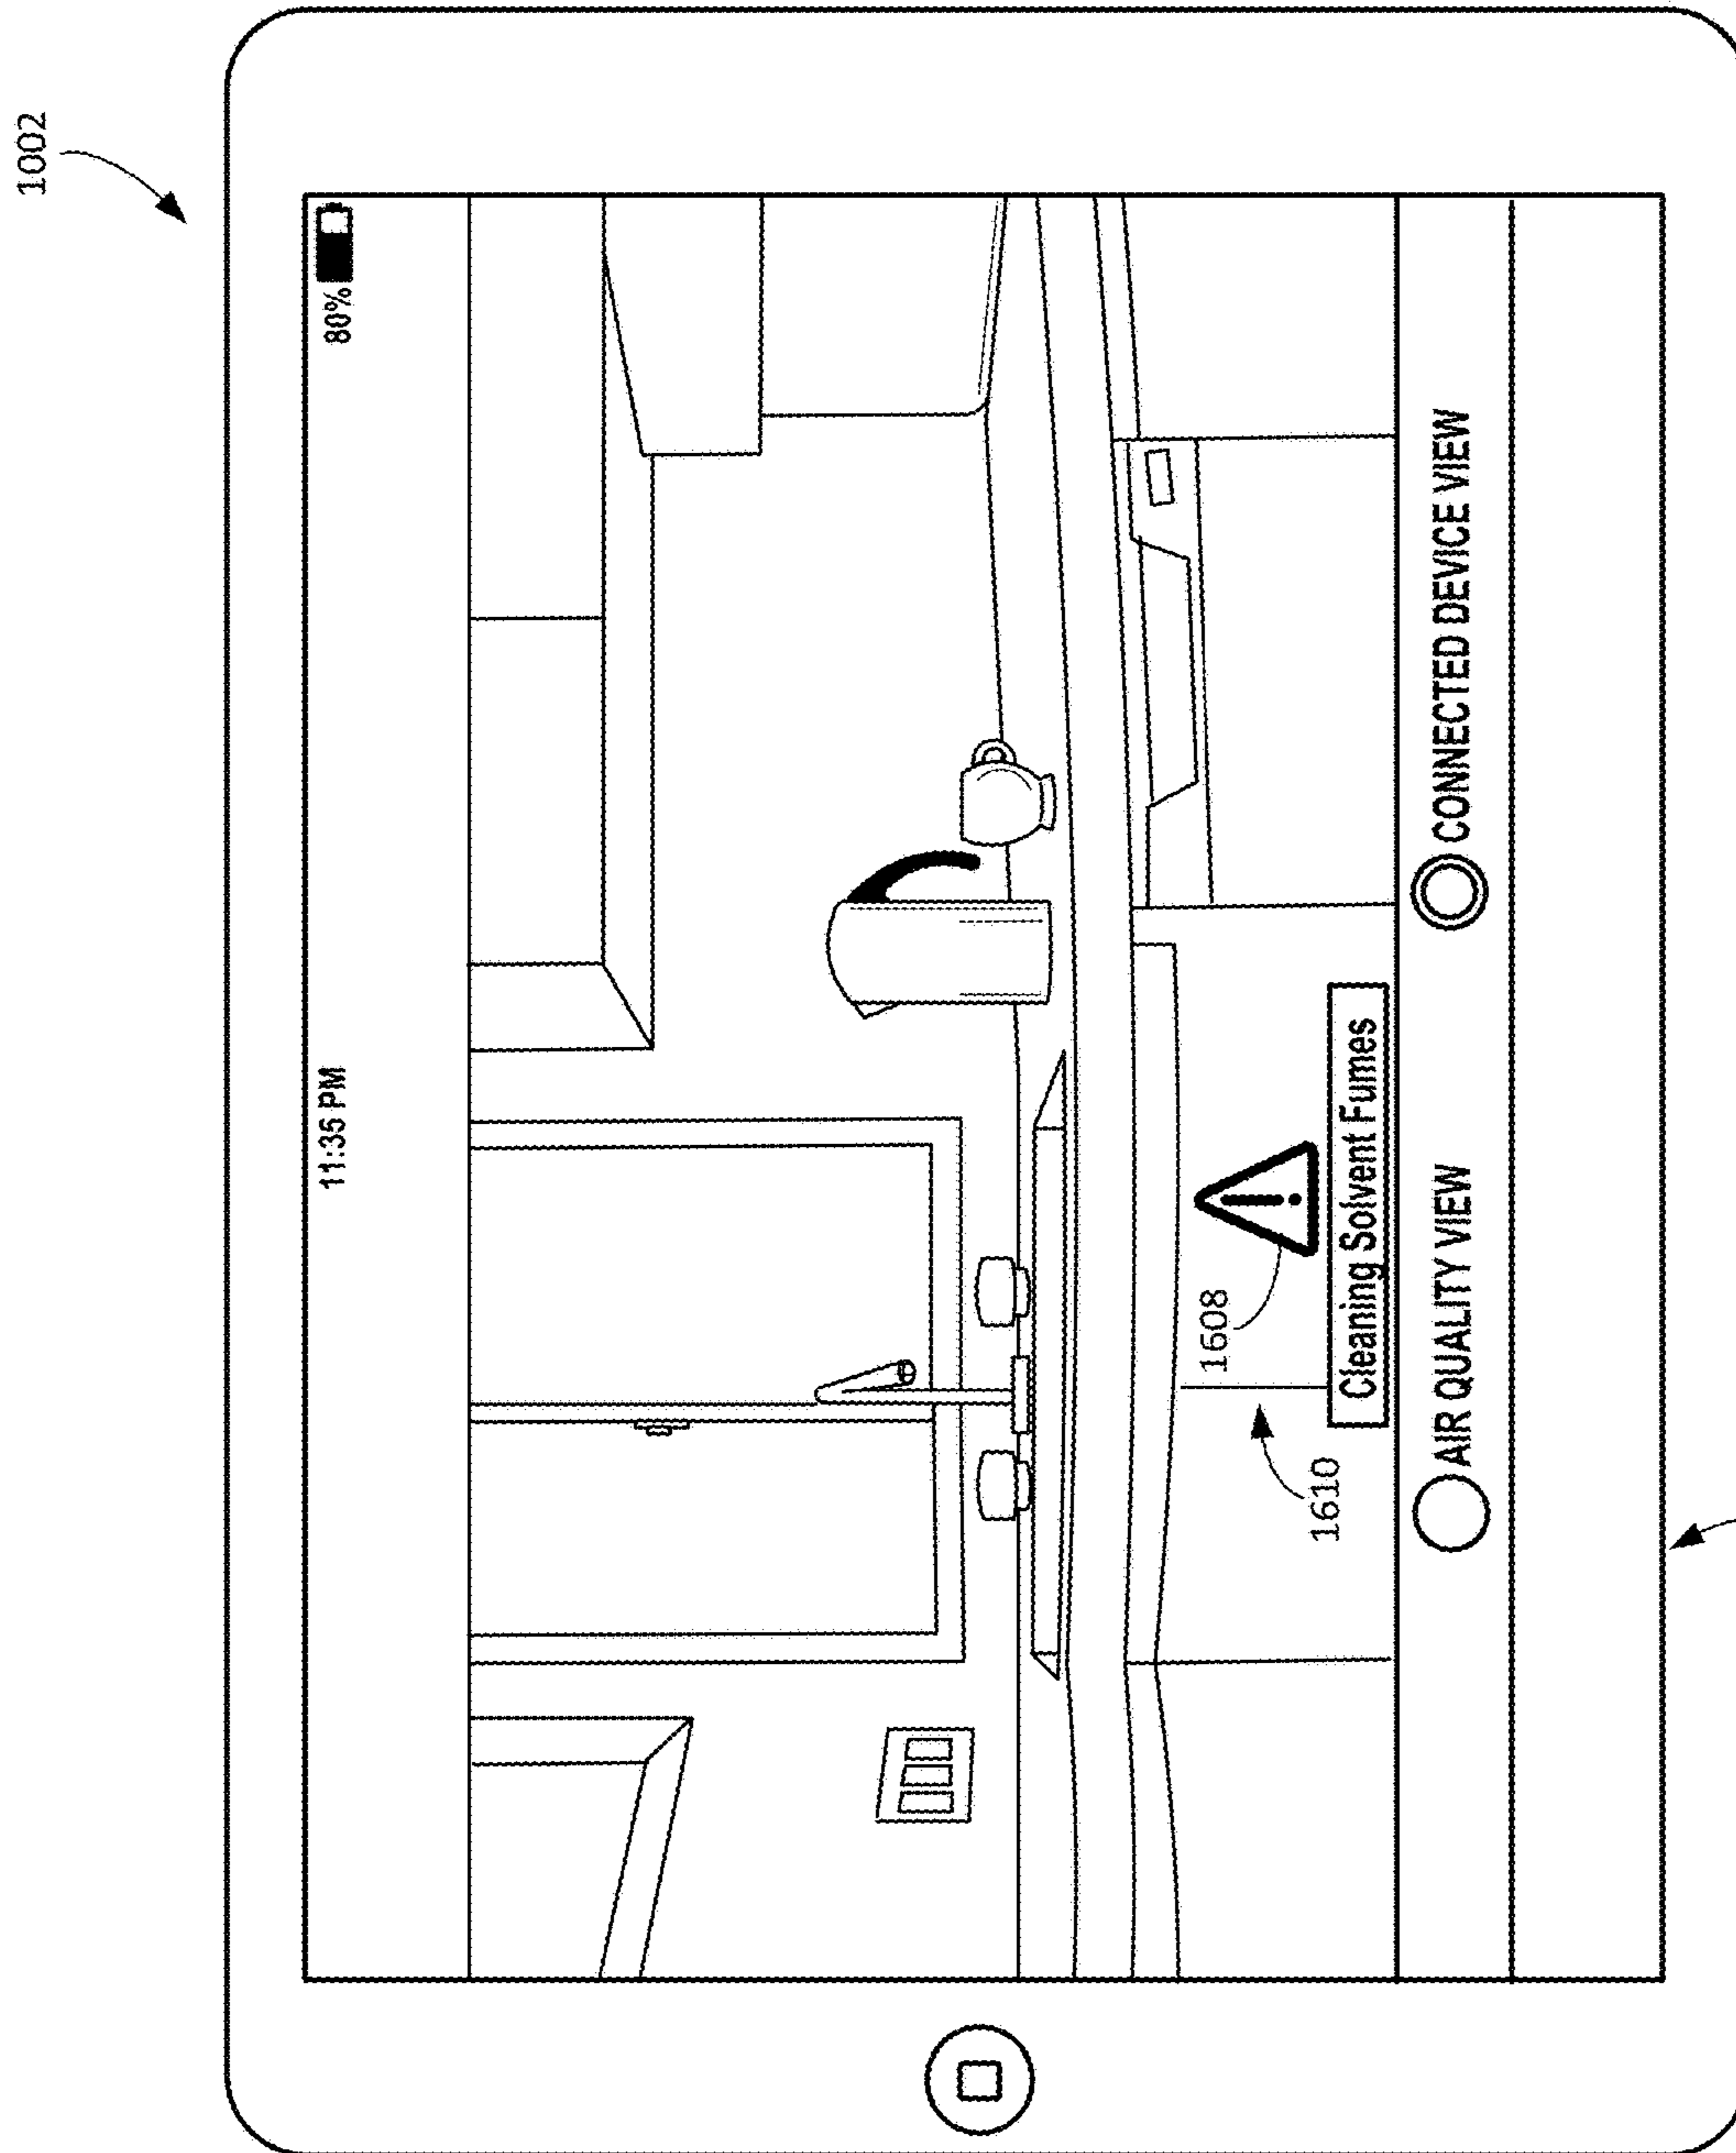 1002
11:35 PM
80%
1608
1610
Cleaning Solvent Fumes
AIR QUALITY VIEW
CONNECTED DEVICE VIEW